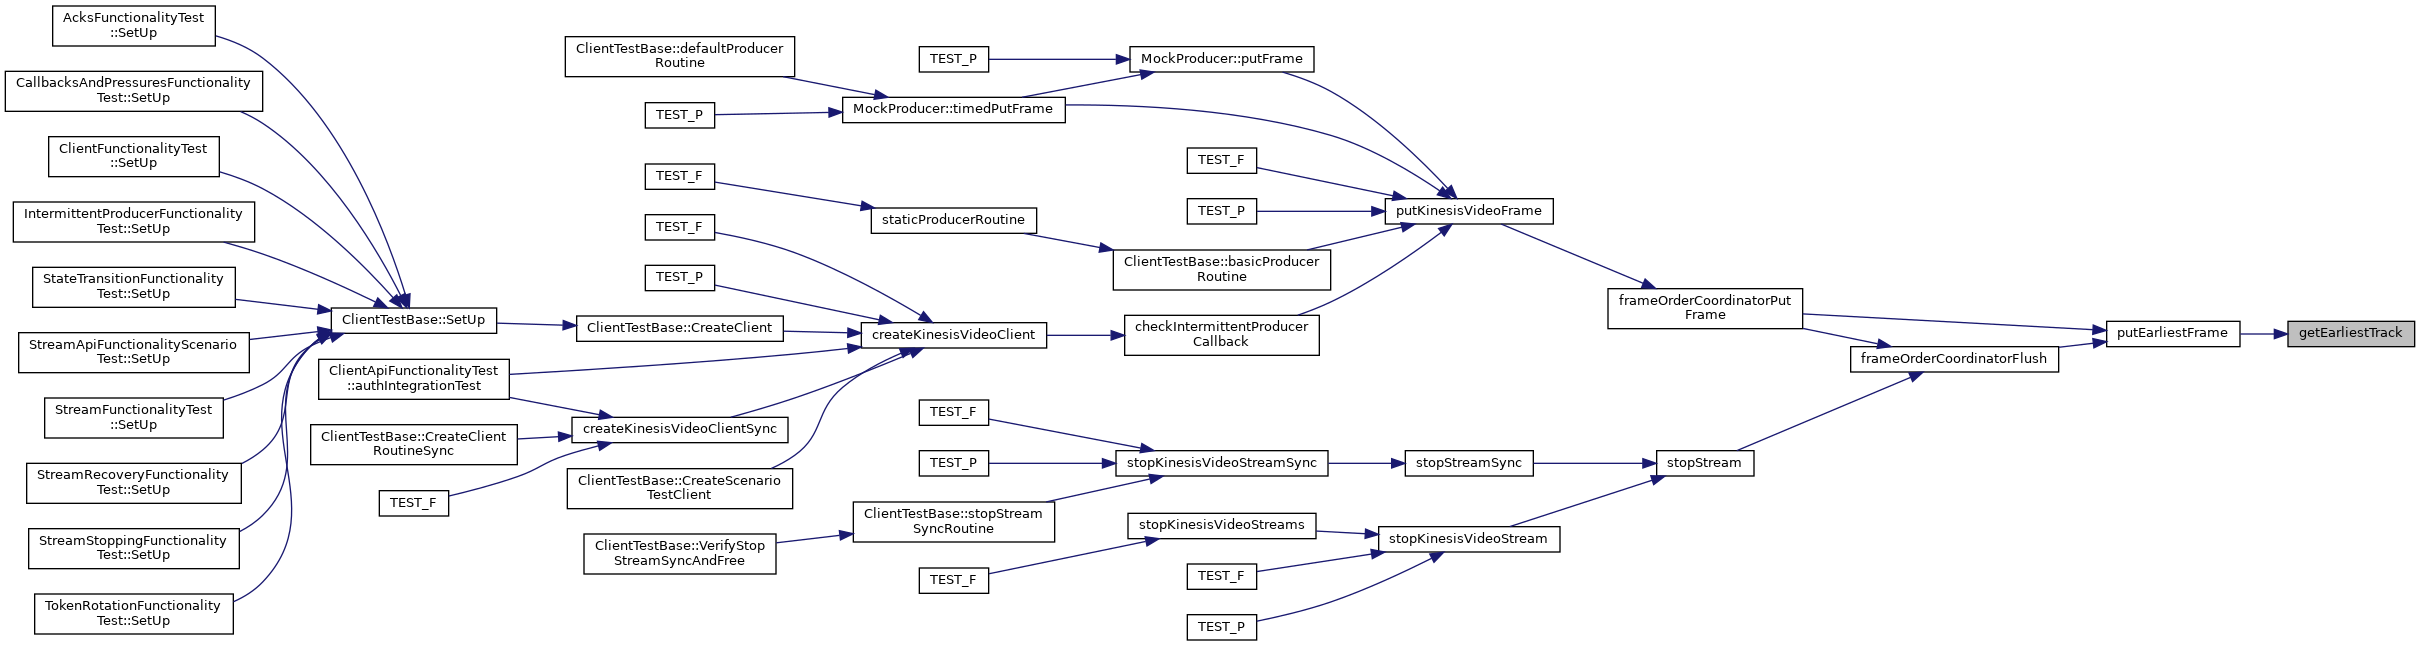 AcksFunctionalityTest
::SetUp
CallbacksAndPressuresFunctionality
Test::SetUp
ClientFunctionalityTest
::SetUp
IntermittentProducerFunctionality
Test::SetUp
StateTransitionFunctionality
Test::SetUp
StreamApiFunctionalityScenario
Test::SetUp
StreamFunctionalityTest
::SetUp
StreamRecoveryFunctionality
Test::SetUp
StreamStoppingFunctionality
Test::SetUp
TokenRotationFunctionality
Test::SetUp
ClientTestBase::SetUp
ClientApiFunctionalityTest
::authIntegrationTest
ClientTestBase::CreateClient
RoutineSync
TEST_F
ClientTestBase::defaultProducer
Routine
TEST_P
TEST_F
TEST_F
TEST_P
ClientTestBase::CreateClient
createKinesisVideoClientSync
ClientTestBase::CreateScenario
TestClient
ClientTestBase::VerifyStop
StreamSyncAndFree
TEST_P
MockProducer::timedPutFrame
staticProducerRoutine
createKinesisVideoClient
TEST_F
TEST_P
ClientTestBase::stopStream
SyncRoutine
TEST_F
MockProducer::putFrame
TEST_F
TEST_P
ClientTestBase::basicProducer
Routine
checkIntermittentProducer
Callback
stopKinesisVideoStreamSync
stopKinesisVideoStreams
TEST_F
TEST_P
putKinesisVideoFrame
stopStreamSync
stopKinesisVideoStream
frameOrderCoordinatorPut
Frame
stopStream
frameOrderCoordinatorFlush
putEarliestFrame
getEarliestTrack